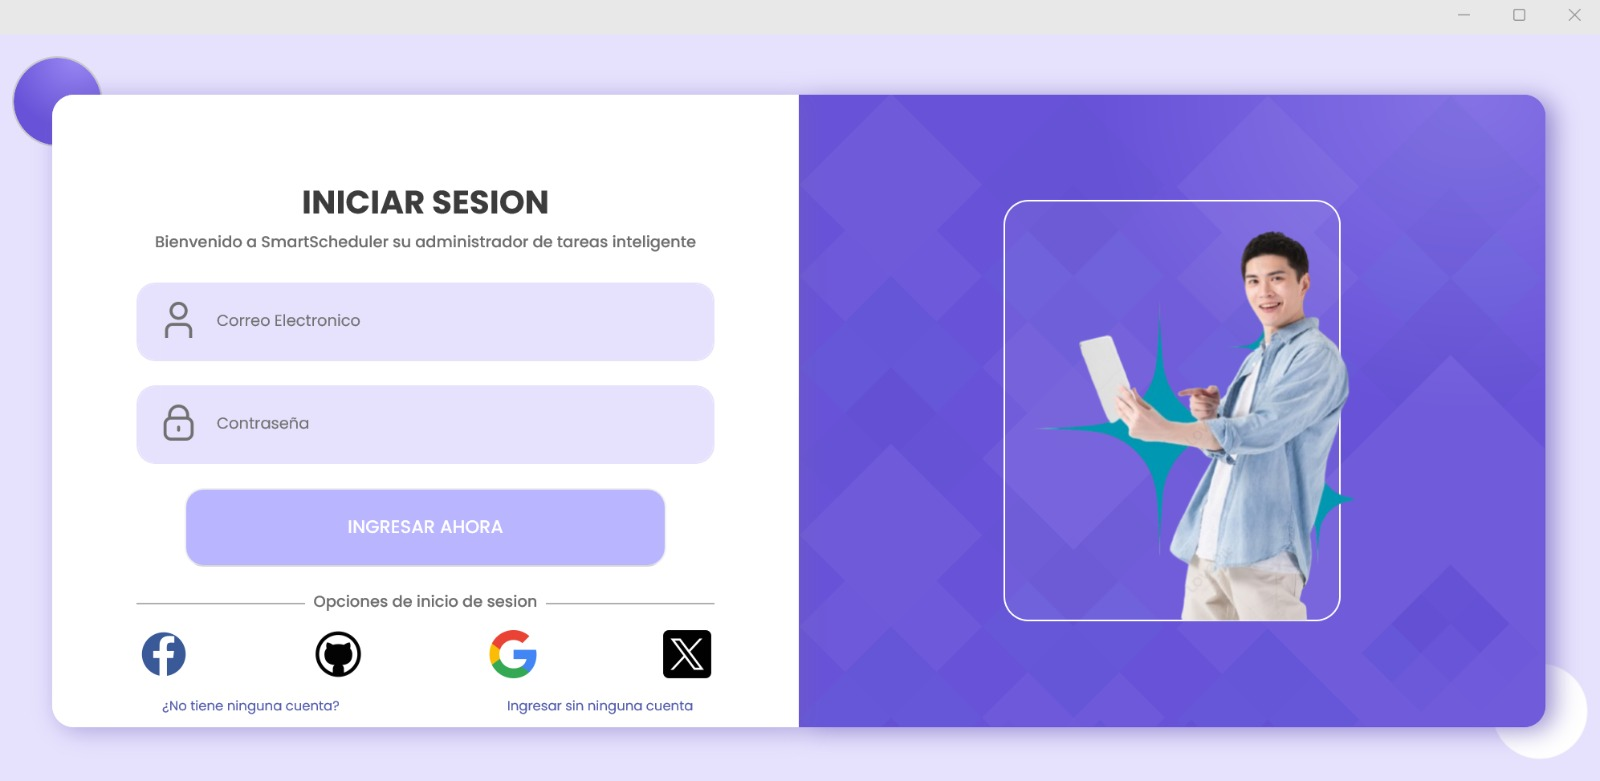 INICIAR SESION
Bienvenido a SmartScheduler su administrador de tareas inteligente
Correo Electronico
Contraseña
INGRESAR AHORA
Opciones de inicio de sesion
¿No tiene ninguna cuenta?
Ingresar sin ninguna cuenta